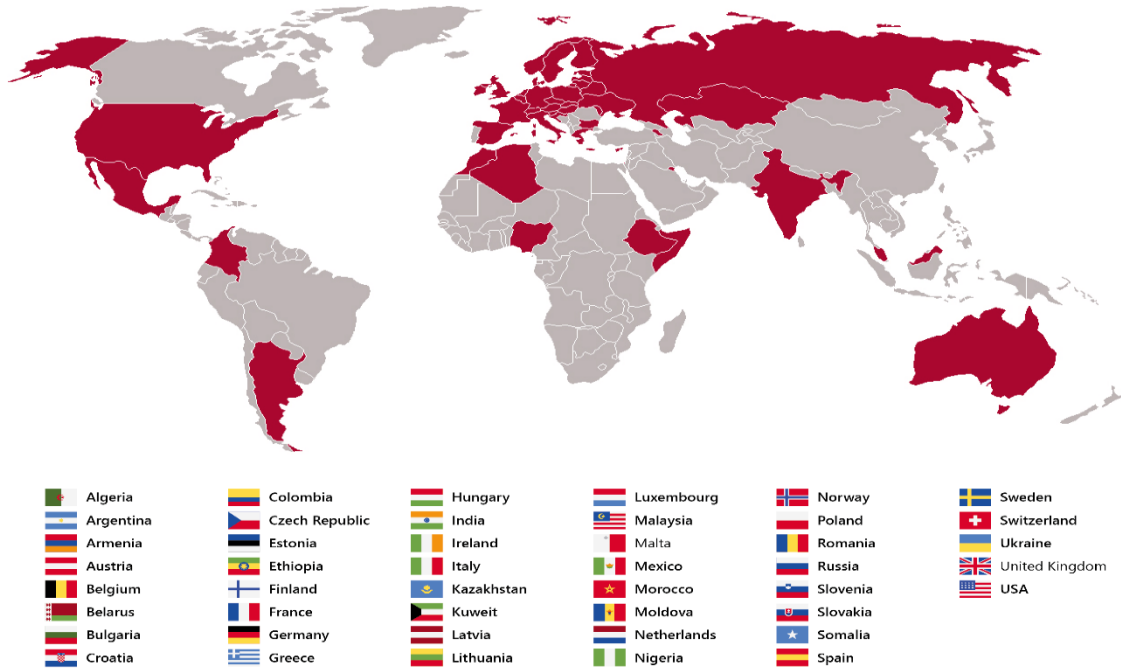 Algeria
Argentina
Armenia
Austria
Belgium
Belarus
Bulgaria
Croatia
Colombia
Czech Republic
Estonia
Ethiopia
Finland
France
Germany
Greece
Hungary
India
Ireland
Italy
Kazakhstan
Kuweit
Latvia
Lithuania
Luxembourg
Malaysia
Malta
Mexico
Morocco
Moldova
Netherlands
Nigeria
Norway
Poland
Romania
Russia
Slovenia
Slovakia
Somalia
Spain
Sweden
Switzerland
Ukraine
United Kingdom
USA